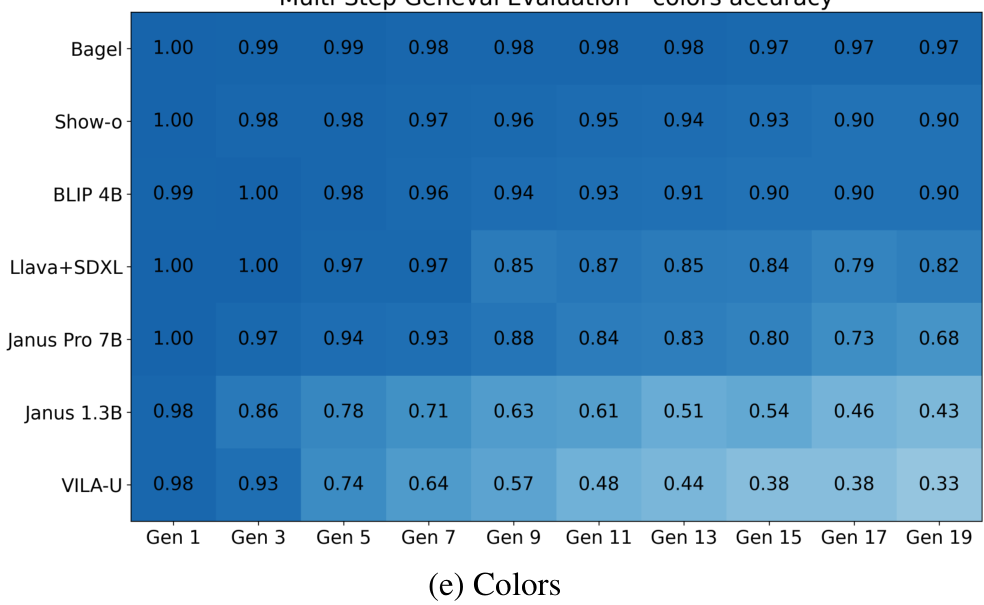 Multi-Step Geneval Evaluation - colors accuracy
Bagel 1.00 0.99 0.99 0.98 0.98 0.98 0.98 0.97 0.97 0.97
Show-o 1.00 0.98 0.98 0.97 0.96 0.95 0.94 0.93 0.90 0.90
BLIP 4B 0.99 1.00 0.98 0.96 0.94 0.93 0.91 0.90 0.90 0.90
Llava+SDXL 1.00 1.00 0.97 0.97 0.85 0.87 0.85 0.84 0.79 0.82
Janus Pro 7B 1.00 0.97 0.94 0.93 0.88 0.84 0.83 0.80 0.73 0.68
Janus 1.3B 0.98 0.86 0.78 0.71 0.63 0.61 0.51 0.54 0.46 0.43
VILA-U 0.98 0.93 0.74 0.64 0.57 0.48 0.44 0.38 0.38 0.33
Gen 1 Gen 3 Gen 5 Gen 7 Gen 9 Gen 11 Gen 13 Gen 15 Gen 17 Gen 19
(e) Colors